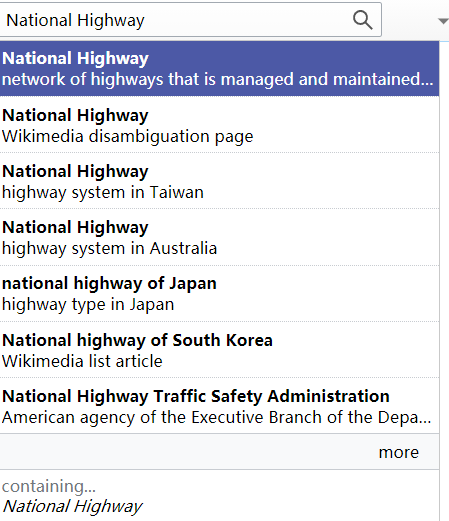 National Highway
National Highway
network of highways that is managed and maintained...
National Highway
Wikimedia disambiguation page
National Highway
highway system in Taiwan
National Highway
highway system in Australia
national highway of Japan
highway type in Japan
National highway of South Korea
Wikimedia list article
National Highway Traffic Safety Administration
American agency of the Executive Branch of the Depa...
more
containing...
National Highway